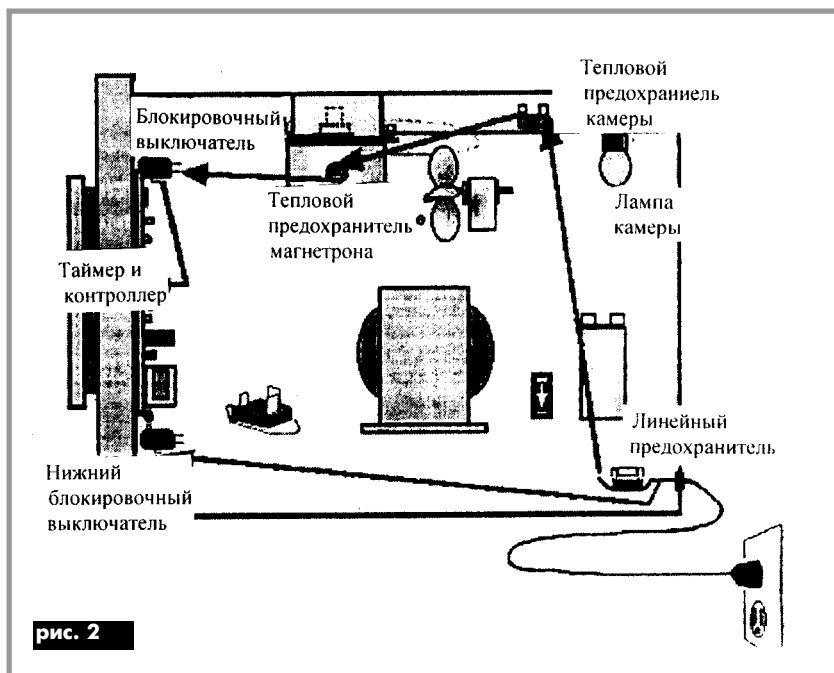 Тепловой
предохраниель
камеры
Блокировочный
выключатель
Лампа
камеры
Тепловой
предохранитель
магнетрона
Таймер и
контроллер
Линейный
предохранитель
Нижний
блокировочный
выключатель
рис. 2